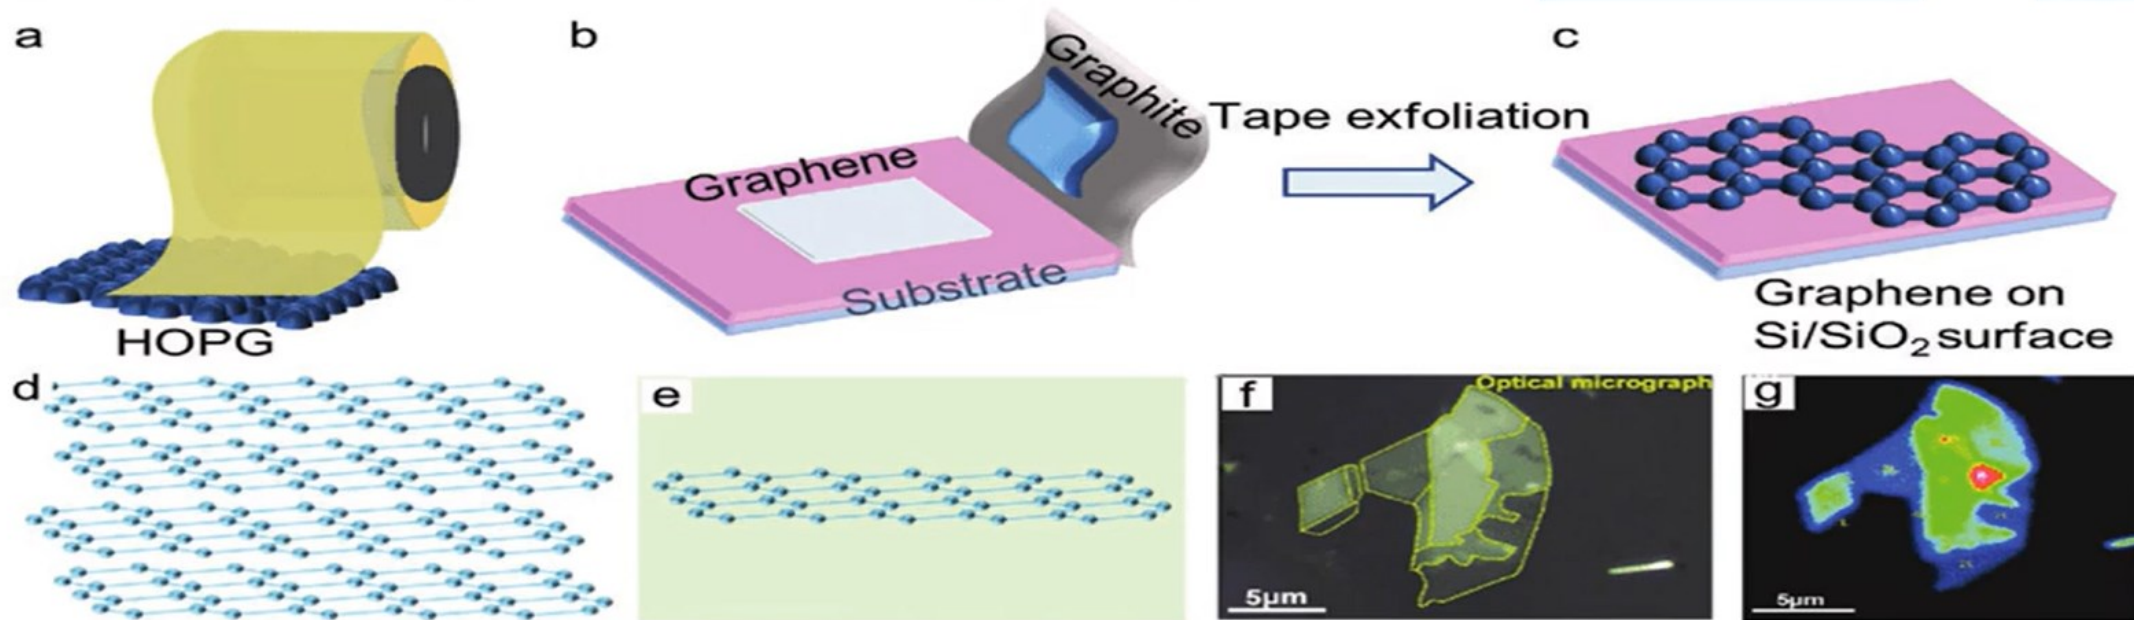 a
b
c
Graphite
Tape exfoliation
Graphene
Substrate
HOPG
Graphene on
Si/SiO₂ surface
d
e
f
Optical micrograph
5µm
g
5µm